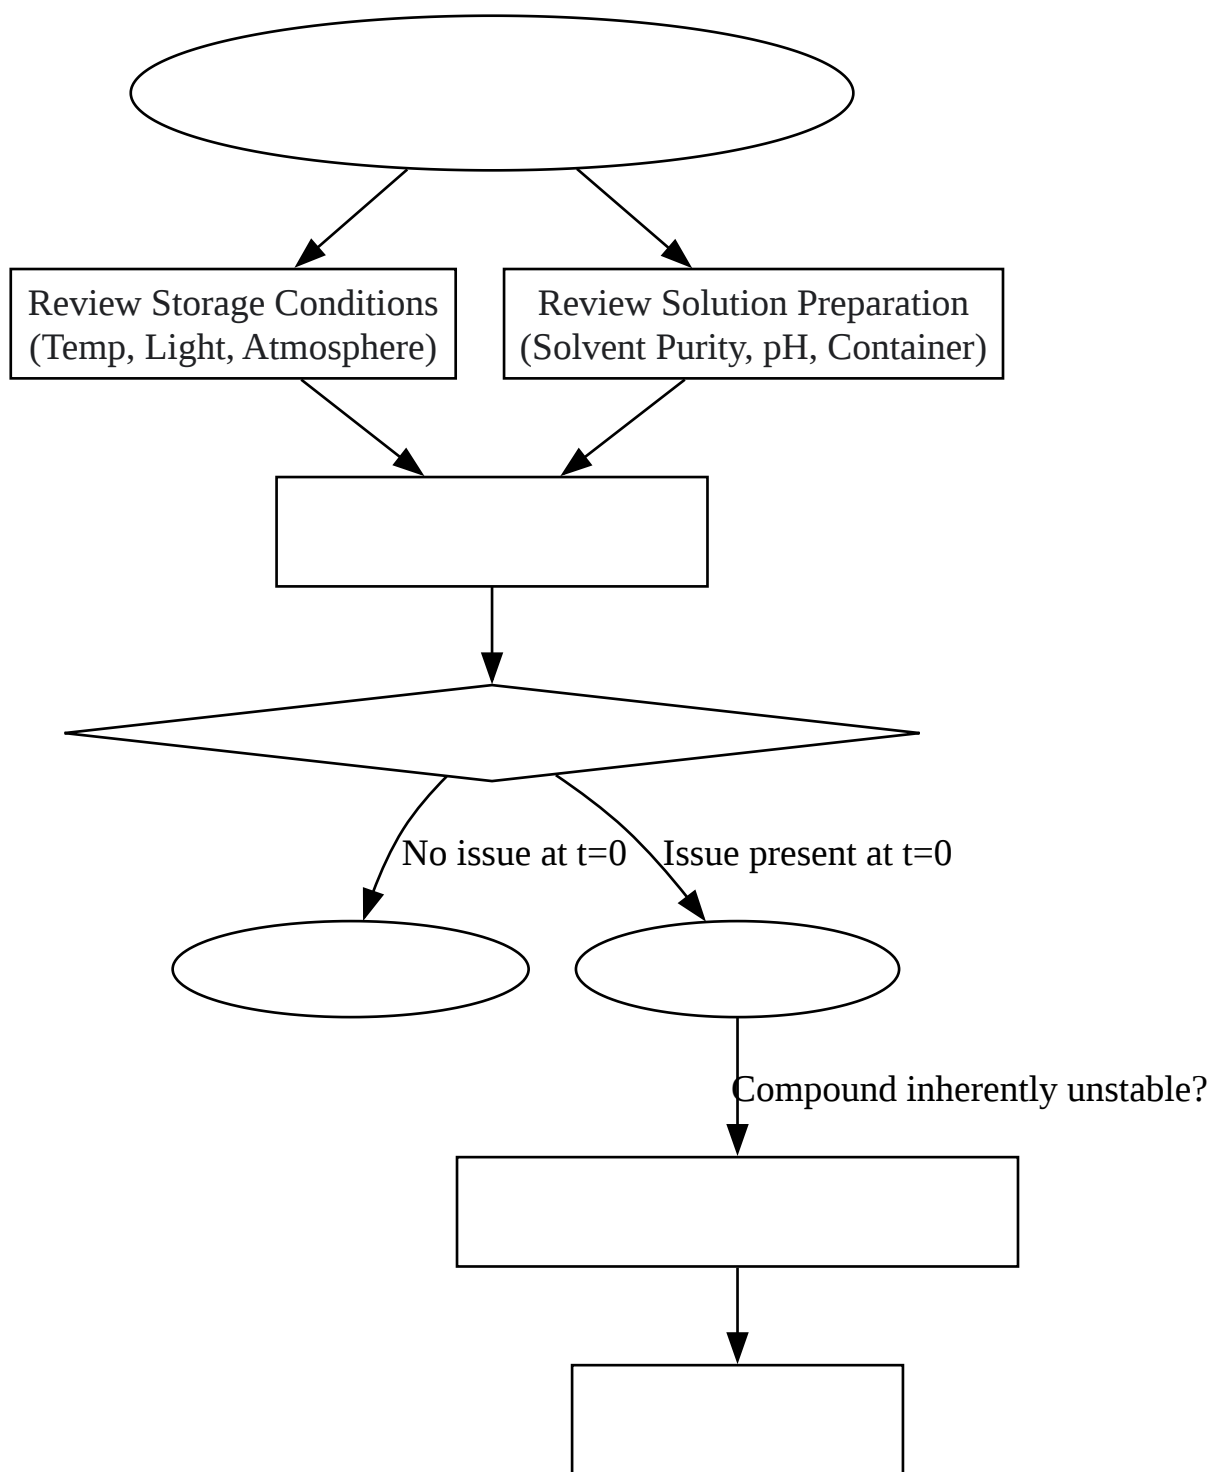 Review Storage Conditions
(Temp, Light, Atmosphere)
Review Solution Preparation
(Solvent Purity, pH, Container)
No issue at t=0
Issue present at t=0
Compound inherently unstable?